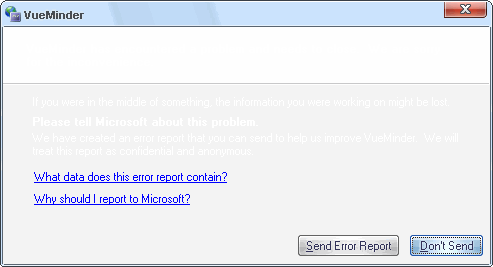 VueMinder
If you were in the middle of something, the information you were working on might be lost.
Please tell Microsoft about this problem.
We have created an error report that you can send to help us improve VueMinder. We will
treat this report as confidential and anonymous.
What data does this error report contain?
Why should I report to Microsoft?
Send Error Report
Don't Send